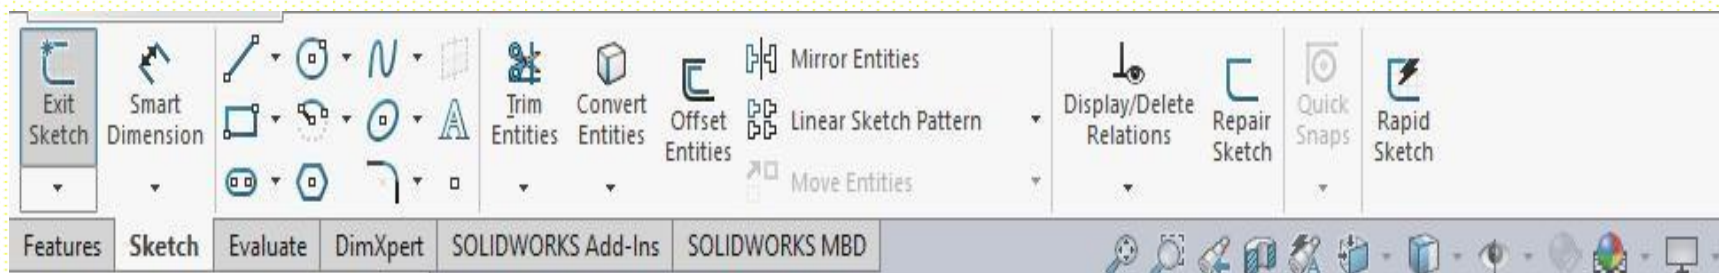 Exit
Sketch
Smart
Dimension
A
Trim
Entities
Convert
Entities
Offset
Entities
Mirror Entities
Linear Sketch Pattern
Move Entities
Display/Delete
Relations
Repair
Sketch
Quick
Snaps
Rapid
Sketch
Features
Sketch
Evaluate
DimXpert
SOLIDWORKS Add-Ins
SOLIDWORKS MBD